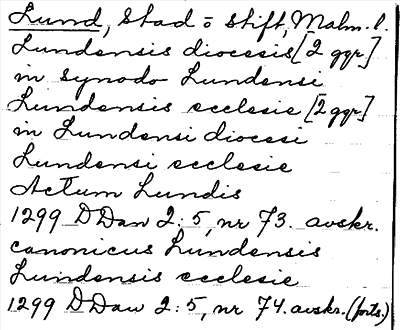 Lund, Stad o stift, Malm. l.
Lundensis diocesis [2 ggr]
in synodo Lundensi
Lundensis ecclesie [2 ggr]
in Lundensi diocesi
Lundensi ecclesie
Actum Lundis
1299 DDan 2:5, nr 73. avskr.
canonicus Lundensis
Lundensis ecclesie
1299 DDan 2:5, nr 74. avskr. (forts.)